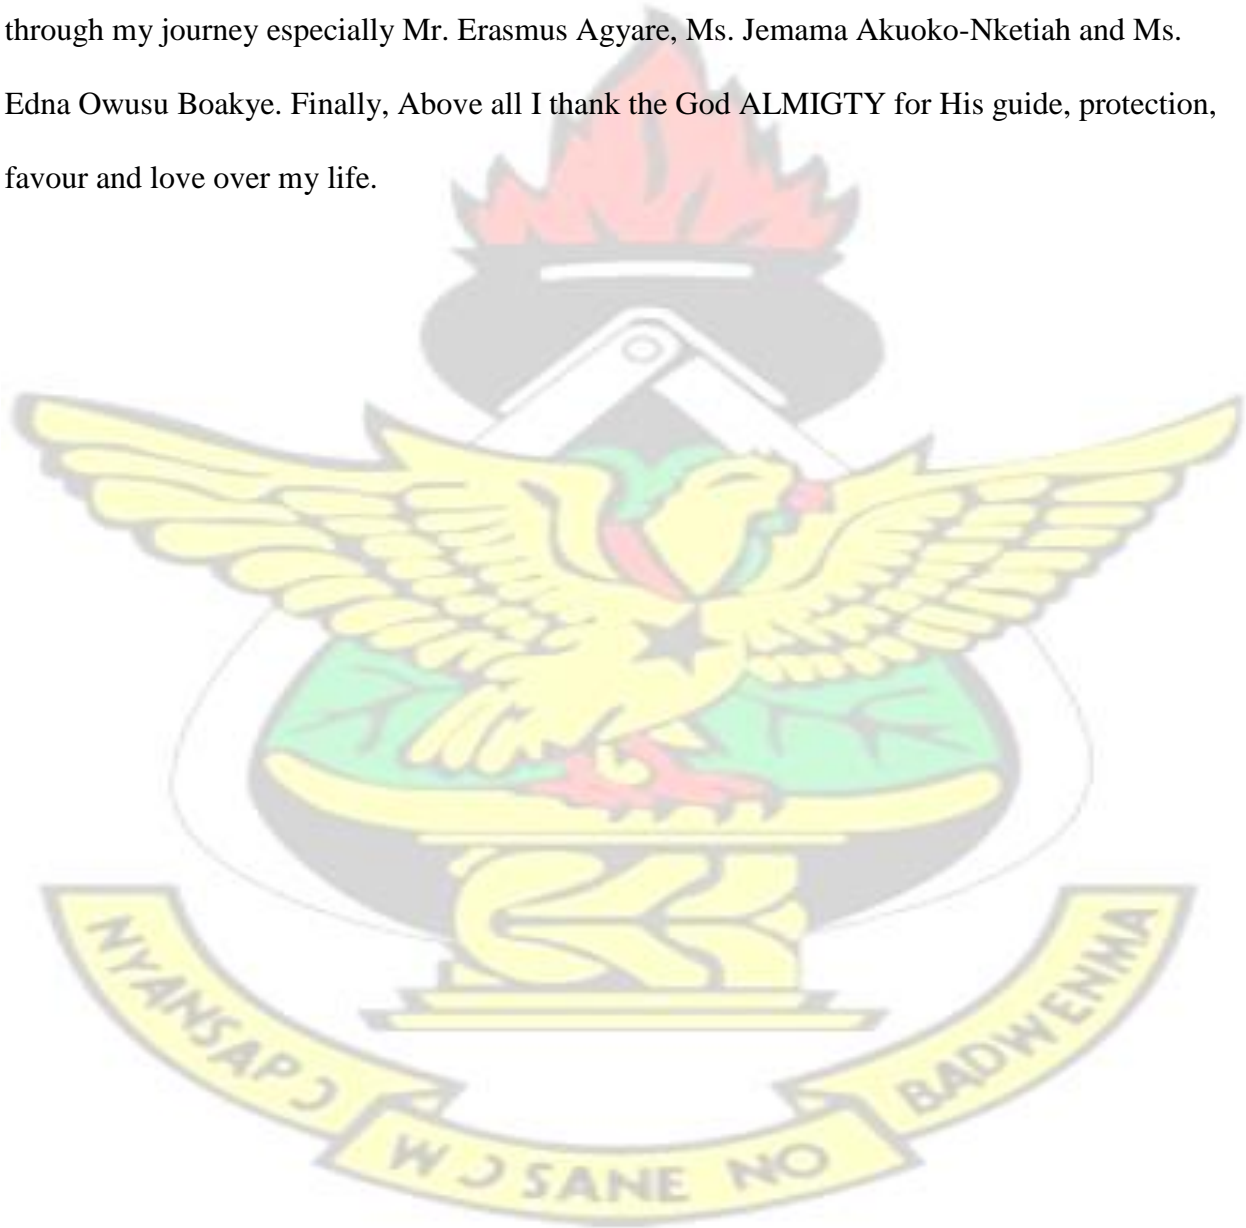 through my journey especially Mr. Erasmus Agyare, Ms. Jemama Akuoko-Nketiah and Ms.
Edna Owusu Boakye. Finally, Above all I thank the God ALMIGTY for His guide, protection,
favour and love over my life.
NYANSAPƆ
WƆSANE NO
BADWENMA